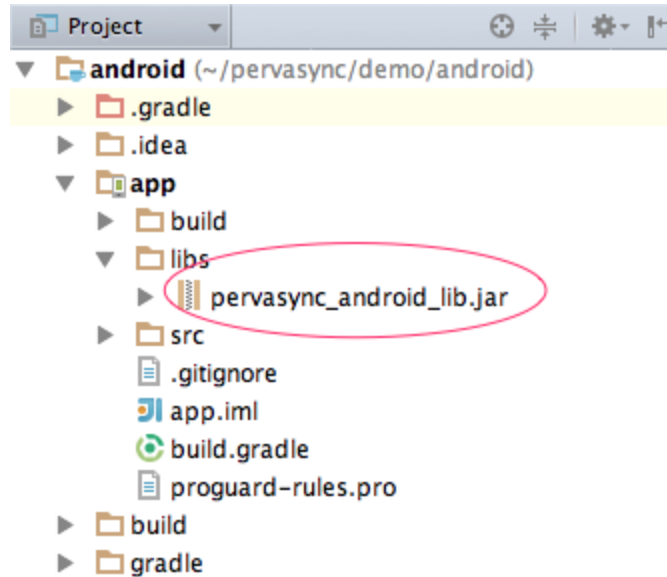 Project
android (~/pervasync/demo/android)
.gradle
.idea
app
build
libs
pervasync_android_lib.jar
src
.gitignore
app.iml
build.gradle
proguard-rules.pro
build
gradle